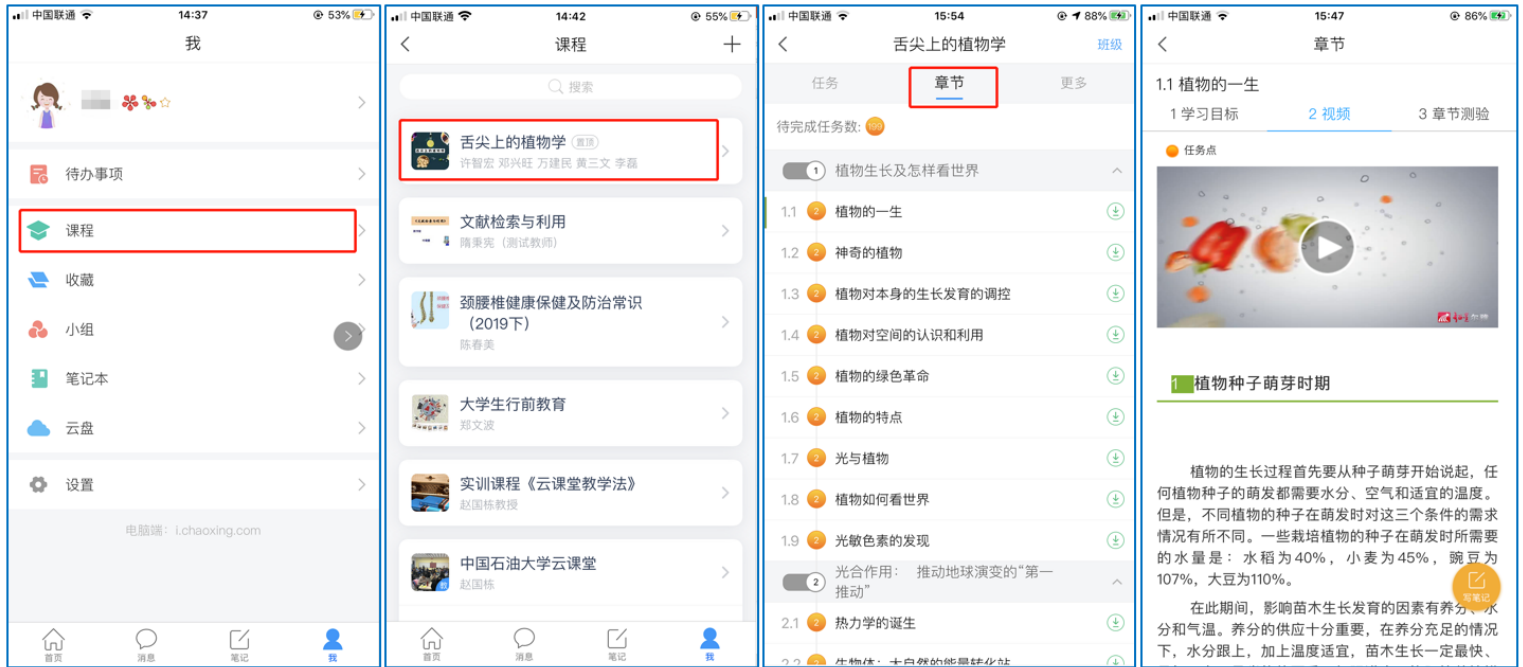 中国联通
14:37
53%
我
待办事项
课程
收藏
小组
笔记本
云盘
设置
电脑端：i.chaoxing.com
首页
消息
笔记
我
中国联通
14:42
55%
课程
搜索
舌尖上的植物学 置顶
许智宏 邓兴旺 万建民 黄三文 李磊
文献检索与利用
隋秉宪（测试教师）
颈腰椎健康保健及防治常识
（2019下）
陈春美
大学生行前教育
郑文波
实训课程《云课堂教学法》
赵国栋教授
中国石油大学云课堂
赵国栋
首页
消息
笔记
我
中国联通
15:54
88%
舌尖上的植物学
班级
任务
章节
更多
待完成任务数: 199
1 植物生长及怎样看世界
1.1 2 植物的一生
1.2 2 神奇的植物
1.3 2 植物对本身的生长发育的调控
1.4 2 植物对空间的认识和利用
1.5 2 植物的绿色革命
1.6 2 植物的特点
1.7 2 光与植物
1.8 2 植物如何看世界
1.9 2 光敏色素的发现
2 光合作用： 推动地球演变的“第一
推动”
2.1 2 热力学的诞生
2.2 2 生物体：大自然的能量转化站
中国联通
15:47
86%
章节
1.1 植物的一生
1 学习目标
2 视频
3 章节测验
任务点
1 植物种子萌芽时期
植物的生长过程首先要从种子萌芽开始说起，任
何植物种子的萌发都需要水分、空气和适宜的温度。
但是，不同植物的种子在萌发时对这三个条件的需求
情况有所不同。一些栽培植物的种子在萌发时所需要
的水量是：水稻为40%，小麦为45%，豌豆为
107%，大豆为110%。
写笔记
在此期间，影响苗木生长发育的因素有养分、水
分和气温。养分的供应十分重要，在养分充足的情况
下，水分跟上，加上温度适宜，苗木生长一定最快、